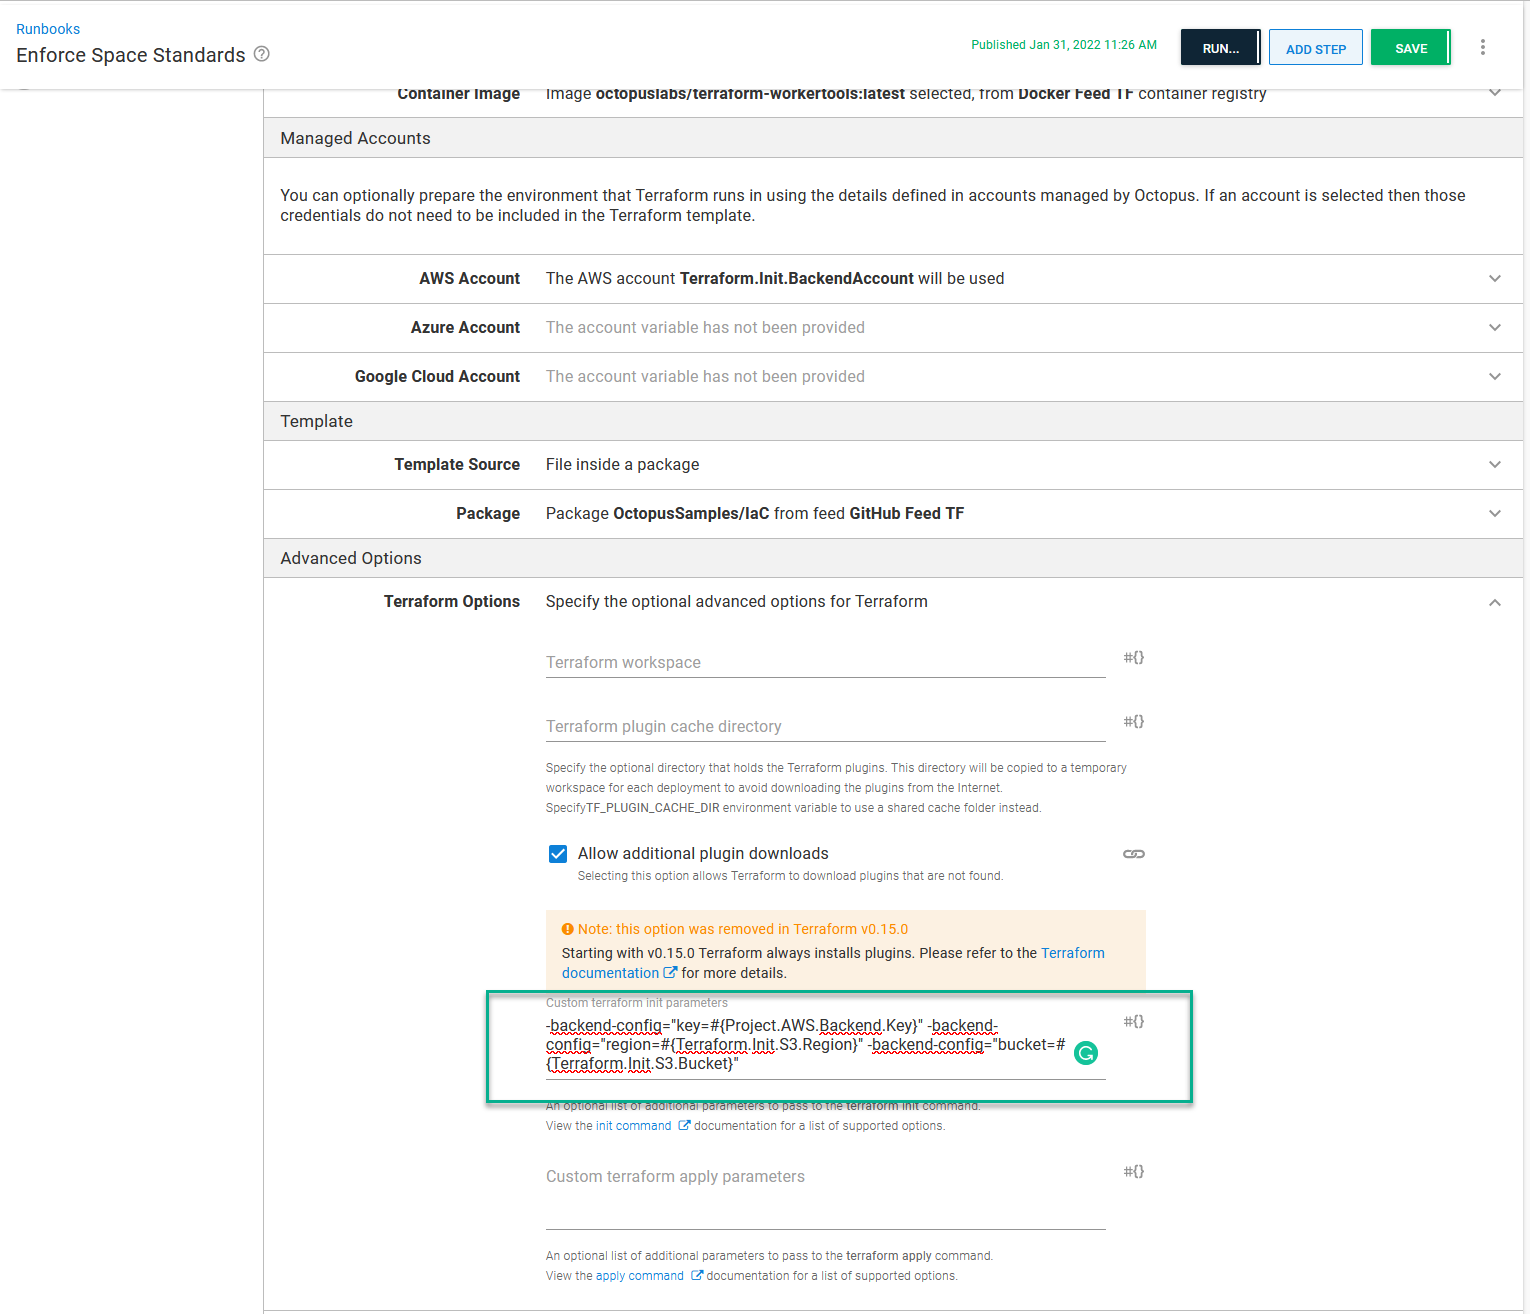 Runbooks
Enforce Space Standards
Published Jan 31, 2022 11:26 AM
RUN...
ADD STEP
SAVE
Container Image
Image octopuslabs/terraform-workertools:latest selected, from Docker Feed TF container registry
Managed Accounts
You can optionally prepare the environment that Terraform runs in using the details defined in accounts managed by Octopus. If an account is selected then those
credentials do not need to be included in the Terraform template.
AWS Account
The AWS account Terraform.Init.BackendAccount will be used
Azure Account
The account variable has not been provided
Google Cloud Account
The account variable has not been provided
Template
Template Source
File inside a package
Package
Package OctopusSamples/IaC from feed GitHub Feed TF
Advanced Options
Terraform Options
Specify the optional advanced options for Terraform
Terraform workspace
#{}
Terraform plugin cache directory
#{}
Specify the optional directory that holds the Terraform plugins. This directory will be copied to a temporary
workspace for each deployment to avoid downloading the plugins from the Internet.
SpecifyTF_PLUGIN_CACHE_DIR environment variable to use a shared cache folder instead.
Allow additional plugin downloads
Selecting this option allows Terraform to download plugins that are not found.
Note: this option was removed in Terraform v0.15.0
Starting with v0.15.0 Terraform always installs plugins. Please refer to the Terraform
documentation for more details.
Custom terraform init parameters
-backend-config="key=#{Project.AWS.Backend.Key}" -backend-
config="region=#{Terraform.Init.S3.Region}" -backend-config="bucket=#
{Terraform.Init.S3.Bucket}"
#{}
An optional list of additional parameters to pass to the terraform init command.
View the init command documentation for a list of supported options.
Custom terraform apply parameters
#{}
An optional list of additional parameters to pass to the terraform apply command.
View the apply command documentation for a list of supported options.